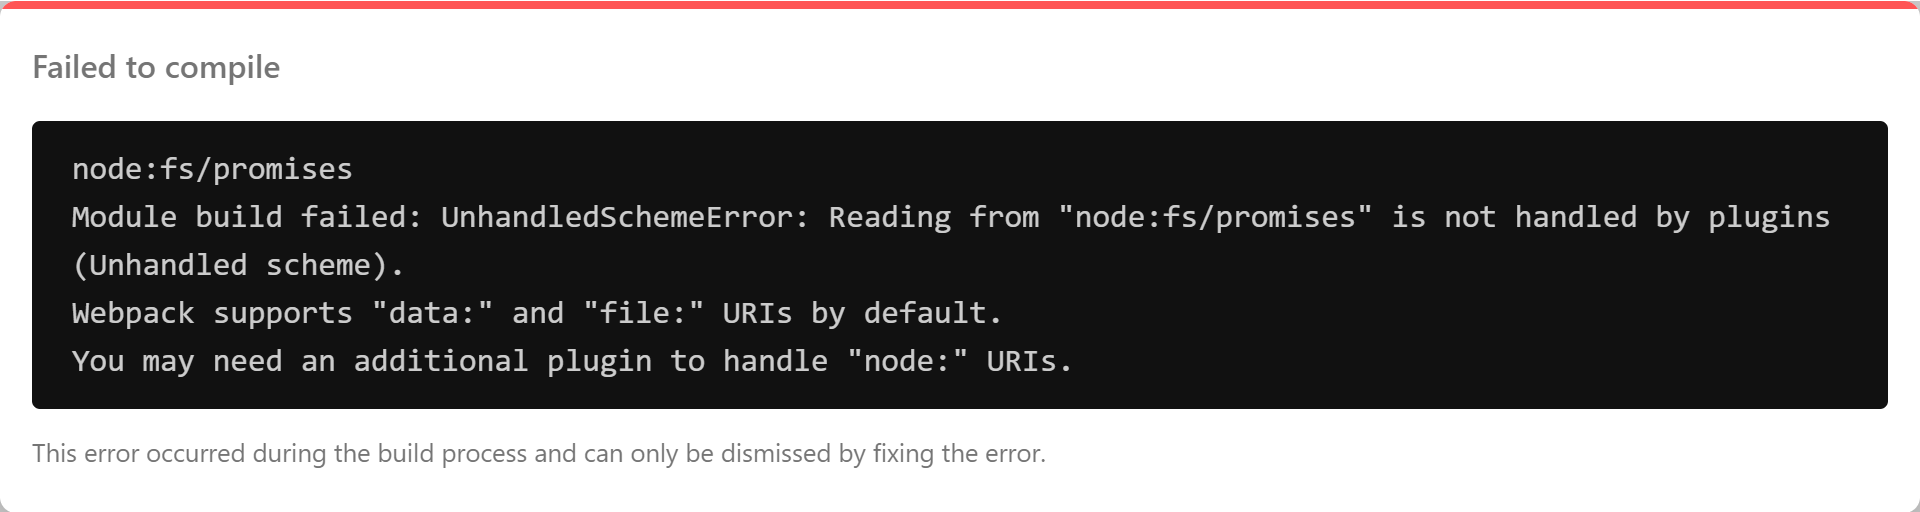 Failed to compile
node:fs/promises
Module build failed: UnhandledSchemeError: Reading from "node:fs/promises" is not handled by plugins
(Unhandled scheme).
Webpack supports "data:" and "file:" URIs by default.
You may need an additional plugin to handle "node:" URIs.
This error occurred during the build process and can only be dismissed by fixing the error.